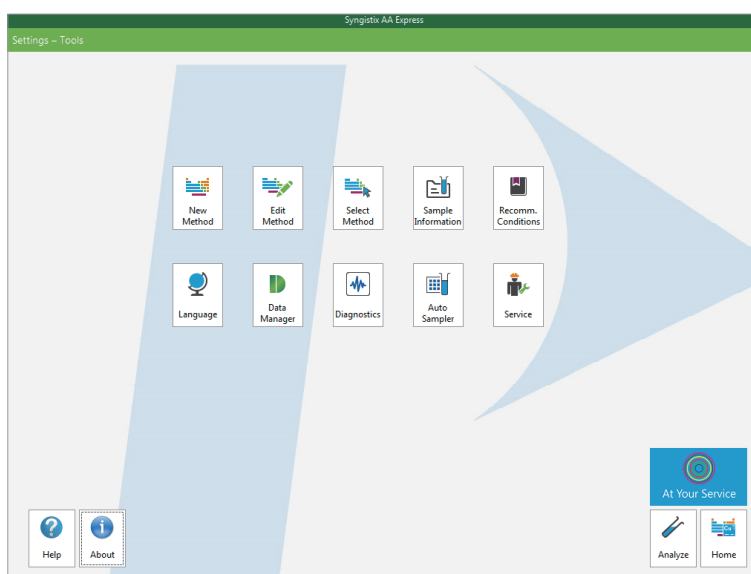 Syngistix AA Express
Settings – Tools
New
Method
Edit
Method
Select
Method
Sample
Information
Recomm.
Conditions
Language
Data
Manager
Diagnostics
Auto
Sampler
Service
At Your Service
Help
About
Analyze
Home